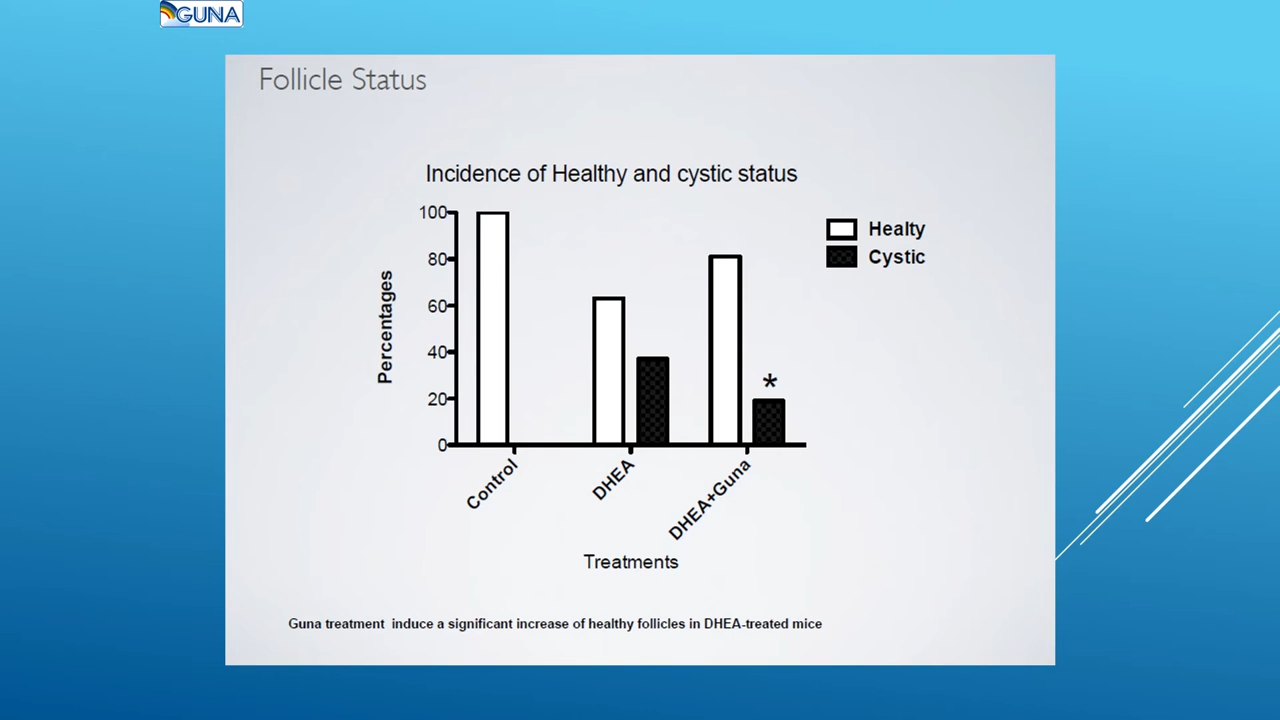 GUNA
Follicle Status
Incidence of Healthy and cystic status
100
80
60
40
20
0
Percentages
Healty
Cystic
*
Control
DHEA
DHEA+Guna
Treatments
Guna treatment induce a significant increase of healthy follicles in DHEA-treated mice